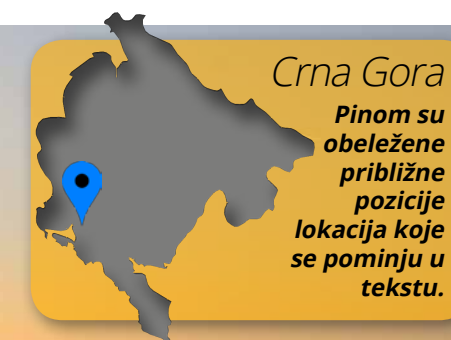 Crna Gora
Pinom su
obeležene
približne
pozicije
lokacija koje
se pominju u
tekstu.